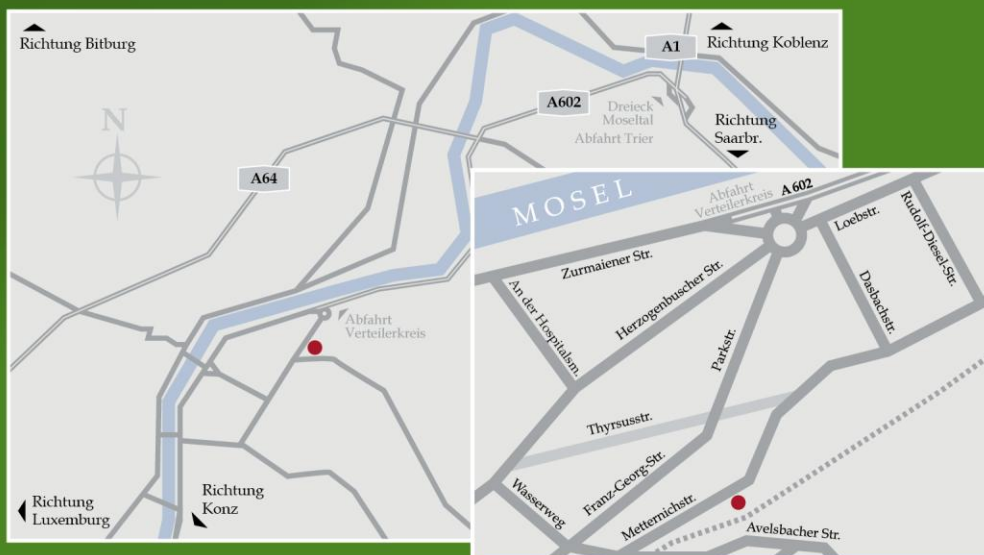 Richtung Bitburg
A1
Richtung Koblenz
A602
Dreieck
Moseltal
Abfahrt Trier
Richtung
Saarbr.
N
A64
Abfahrt
Verteilerkreis
Richtung
Luxemburg
Richtung
Konz
MOSEL
Abfahrt
Verteilerkreis
A 602
Loebstr.
Rudolf-Diesel-Str.
Zurmaiener Str.
An der Hospitalsm.
Herzogenbuscher Str.
Dasbachstr.
Parkstr.
Thyrsusstr.
Wasserweg
Franz-Georg-Str.
Metternichstr.
Avelsbacher Str.